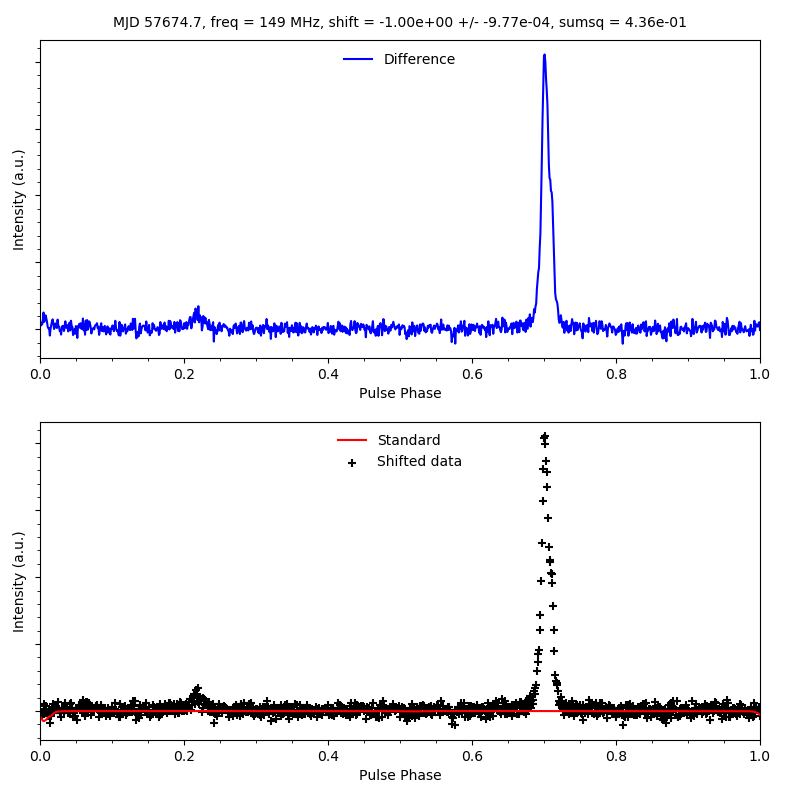 MJD 57674.7, freq = 149 MHz, shift = -1.00e+00 +/- -9.77e-04, sumsq = 4.36e-01
Difference
Intensity (a.u.)
0.0 0.2 0.4 0.6 0.8 1.0
Pulse Phase
Standard
Shifted data
Intensity (a.u.)
0.0 0.2 0.4 0.6 0.8 1.0
Pulse Phase